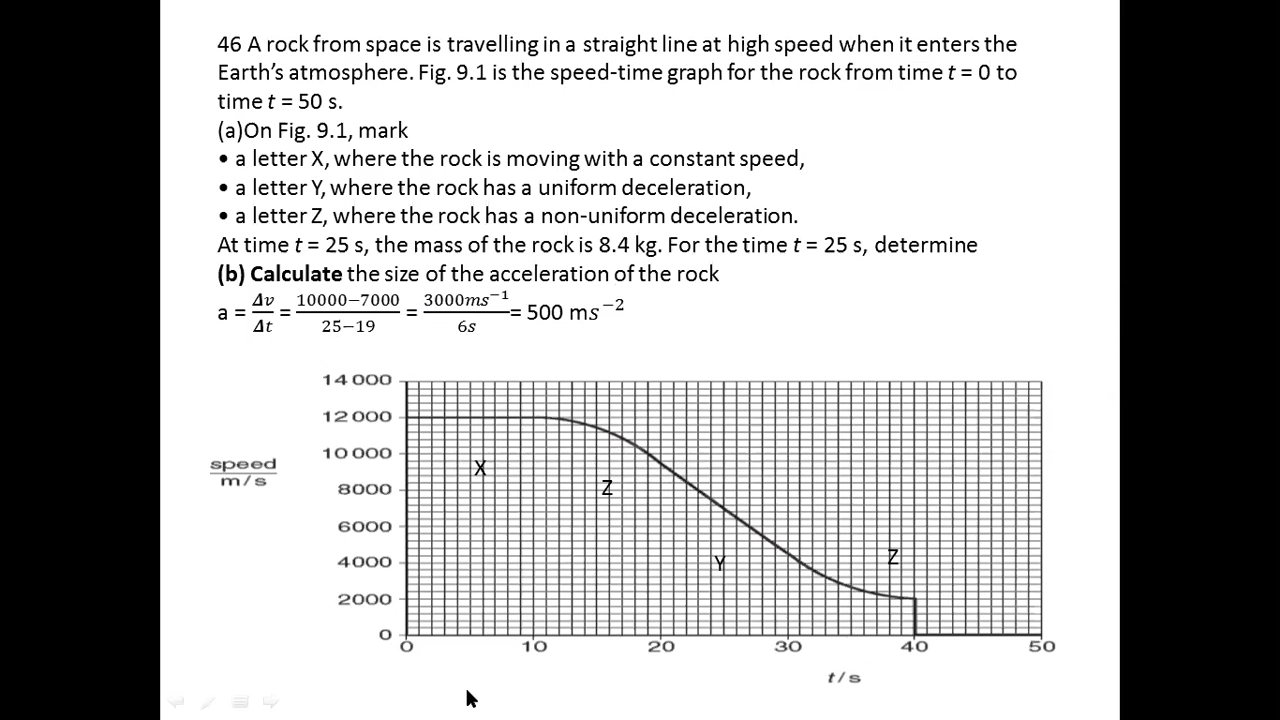 46 A rock from space is travelling in a straight line at high speed when it enters the
Earth’s atmosphere. Fig. 9.1 is the speed-time graph for the rock from time t = 0 to
time t = 50 s.
(a)On Fig. 9.1, mark
• a letter X, where the rock is moving with a constant speed,
• a letter Y, where the rock has a uniform deceleration,
• a letter Z, where the rock has a non-uniform deceleration.
At time t = 25 s, the mass of the rock is 8.4 kg. For the time t = 25 s, determine
(b) Calculate the size of the acceleration of the rock
a = Δv/Δt = 10000−7000/25−19 = 3000ms⁻¹/6s = 500 ms⁻²
14 000
12 000
10 000
speed
m/s
X
8000
Z
6000
4000
Y
Z
2000
0
0 10 20 30 40 50
t/s